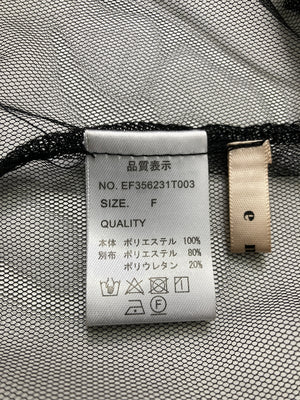 品質表示
NO. EF356231T003
SIZE. F
QUALITY
本体 ポリエステル 100%
別布 ポリエステル 80%
ポリウレタン 20%
F
e